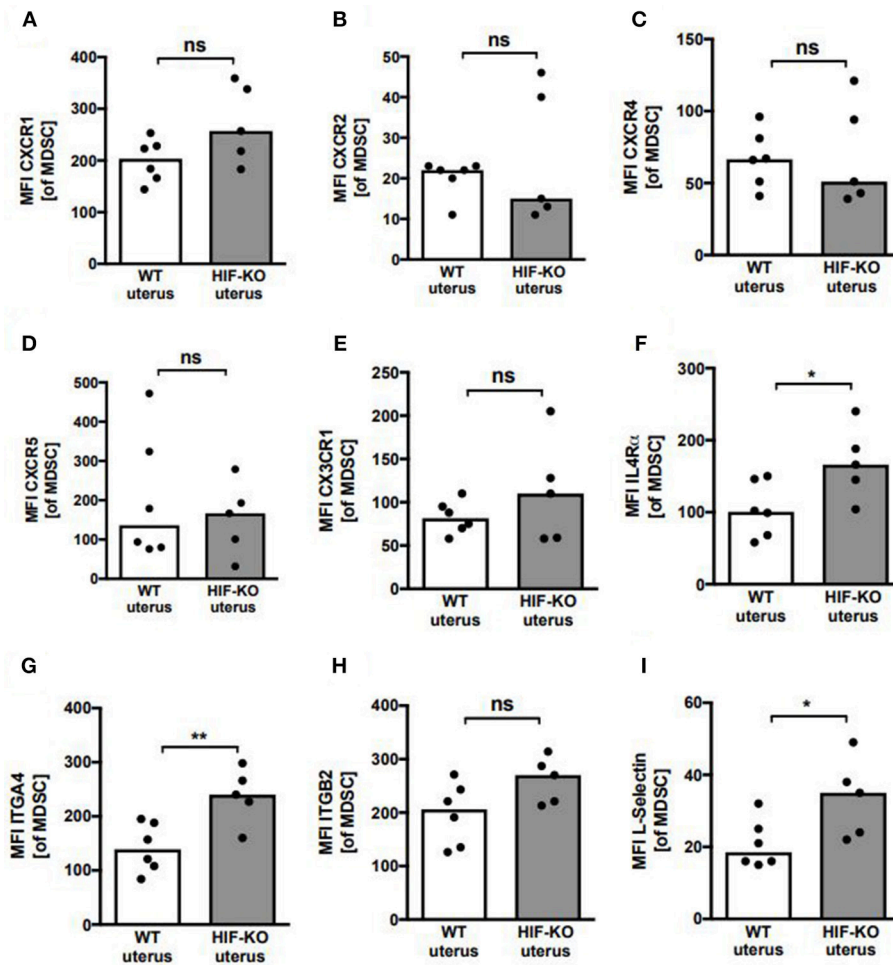 A
MFI CXCR1
[of MDSC]
400
300
200
100
0
ns
WT
uterus
HIF-KO
uterus
B
MFI CXCR2
[of MDSC]
50
40
30
20
10
0
ns
WT
uterus
HIF-KO
uterus
C
MFI CXCR4
[of MDSC]
150
100
50
0
ns
WT
uterus
HIF-KO
uterus
D
MFI CXCR5
[of MDSC]
500
400
300
200
100
0
ns
WT
uterus
HIF-KO
uterus
E
MFI CX3CR1
[of MDSC]
250
200
150
100
50
0
ns
WT
uterus
HIF-KO
uterus
F
MFI IL4Rα
[of MDSC]
300
200
100
0
*
WT
uterus
HIF-KO
uterus
G
MFI ITGA4
[of MDSC]
400
300
200
100
0
**
WT
uterus
HIF-KO
uterus
H
MFI ITGB2
[of MDSC]
400
300
200
100
0
ns
WT
uterus
HIF-KO
uterus
I
MFI L-Selectin
[of MDSC]
60
40
20
0
*
WT
uterus
HIF-KO
uterus